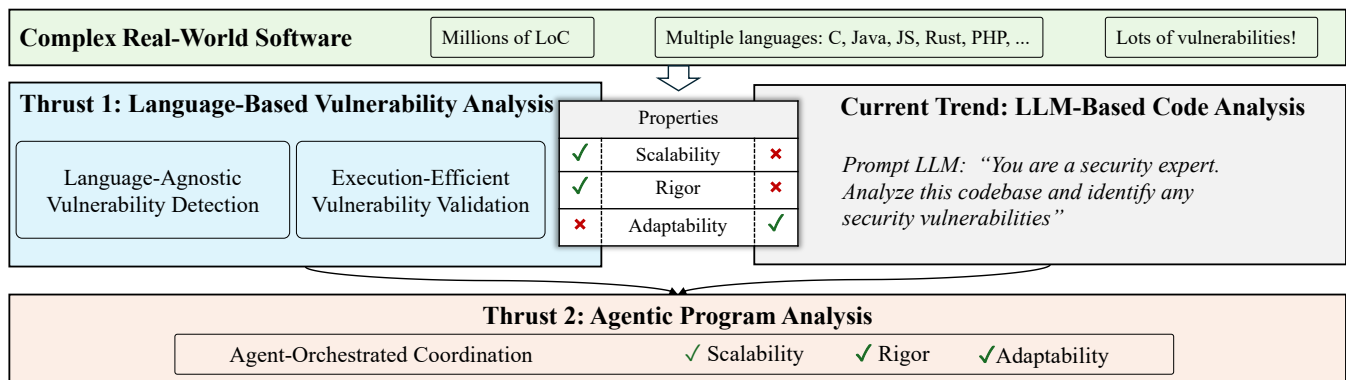 Complex Real-World Software
Millions of LoC
Multiple languages: C, Java, JS, Rust, PHP, ...
Lots of vulnerabilities!
Thrust 1: Language-Based Vulnerability Analysis
Language-Agnostic
Vulnerability Detection
Execution-Efficient
Vulnerability Validation
Properties
✓ Scalability ×
✓ Rigor ×
× Adaptability ✓
Current Trend: LLM-Based Code Analysis
Prompt LLM: “You are a security expert.
Analyze this codebase and identify any
security vulnerabilities”
Thrust 2: Agentic Program Analysis
Agent-Orchestrated Coordination ✓ Scalability ✓ Rigor ✓ Adaptability